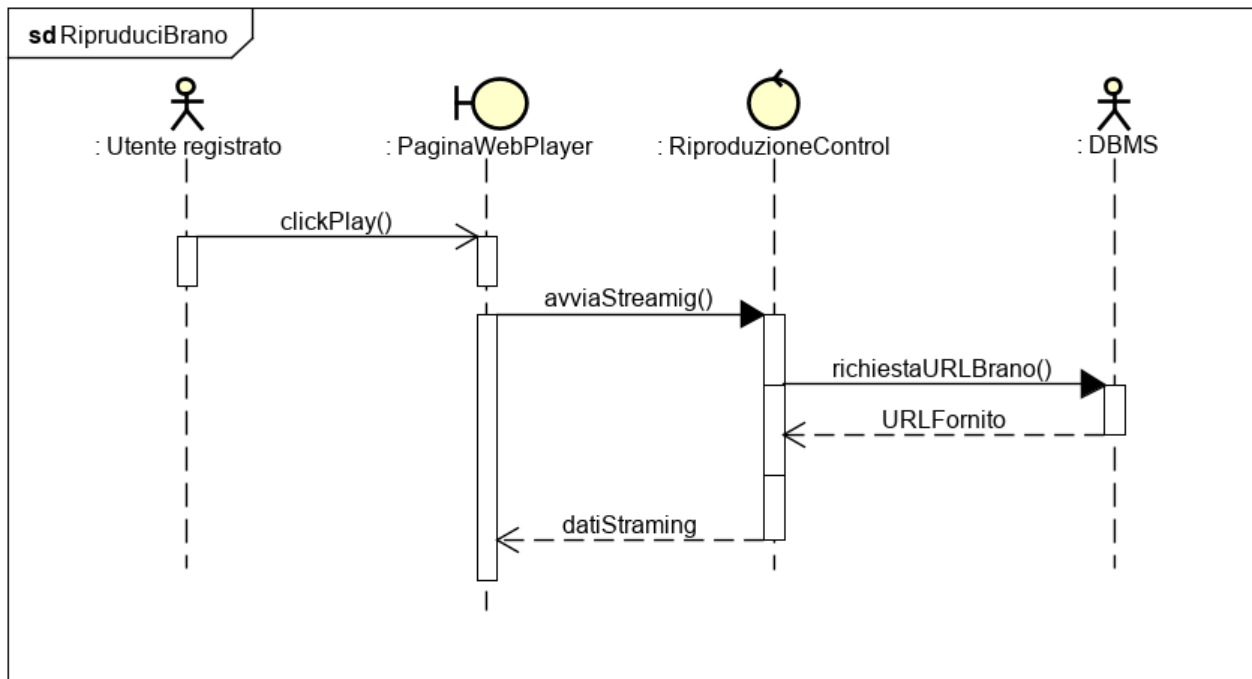 sd RipruduciBrano
: Utente registrato
: PaginaWebPlayer
: RiproduzioneControl
: DBMS
clickPlay()
avviaStreamig()
richiestaURLBrano()
URLFornito
datiStraming